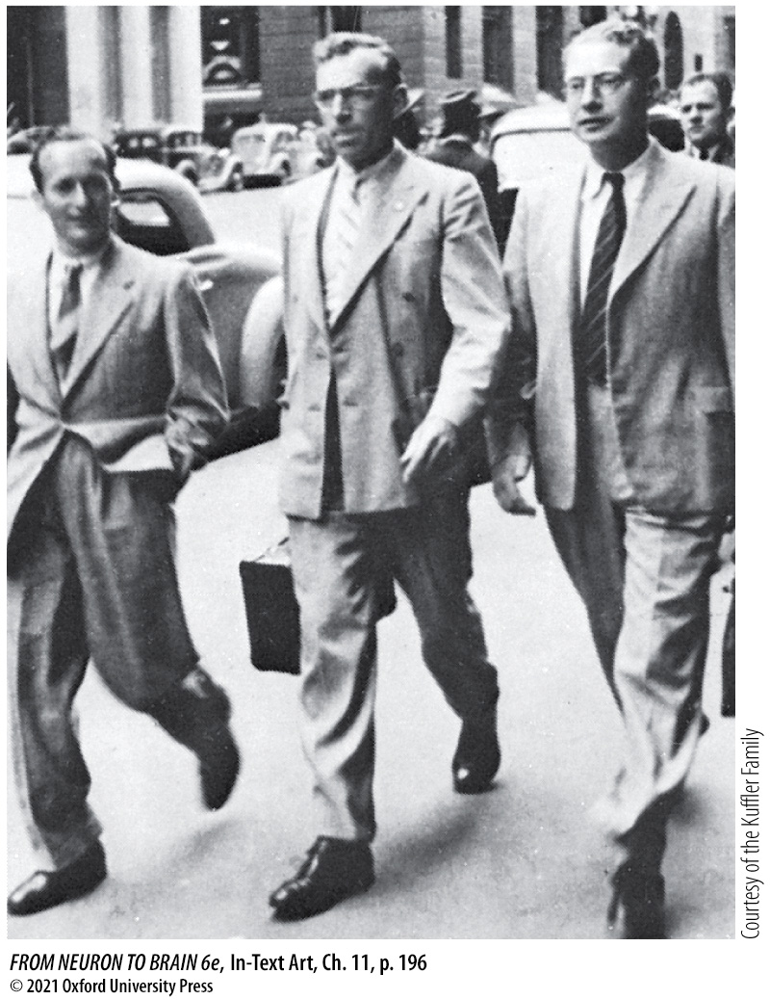 Courtesy of the Kuffler Family
FROM NEURON TO BRAIN 6e, In-Text Art, Ch. 11, p. 196
© 2021 Oxford University Press